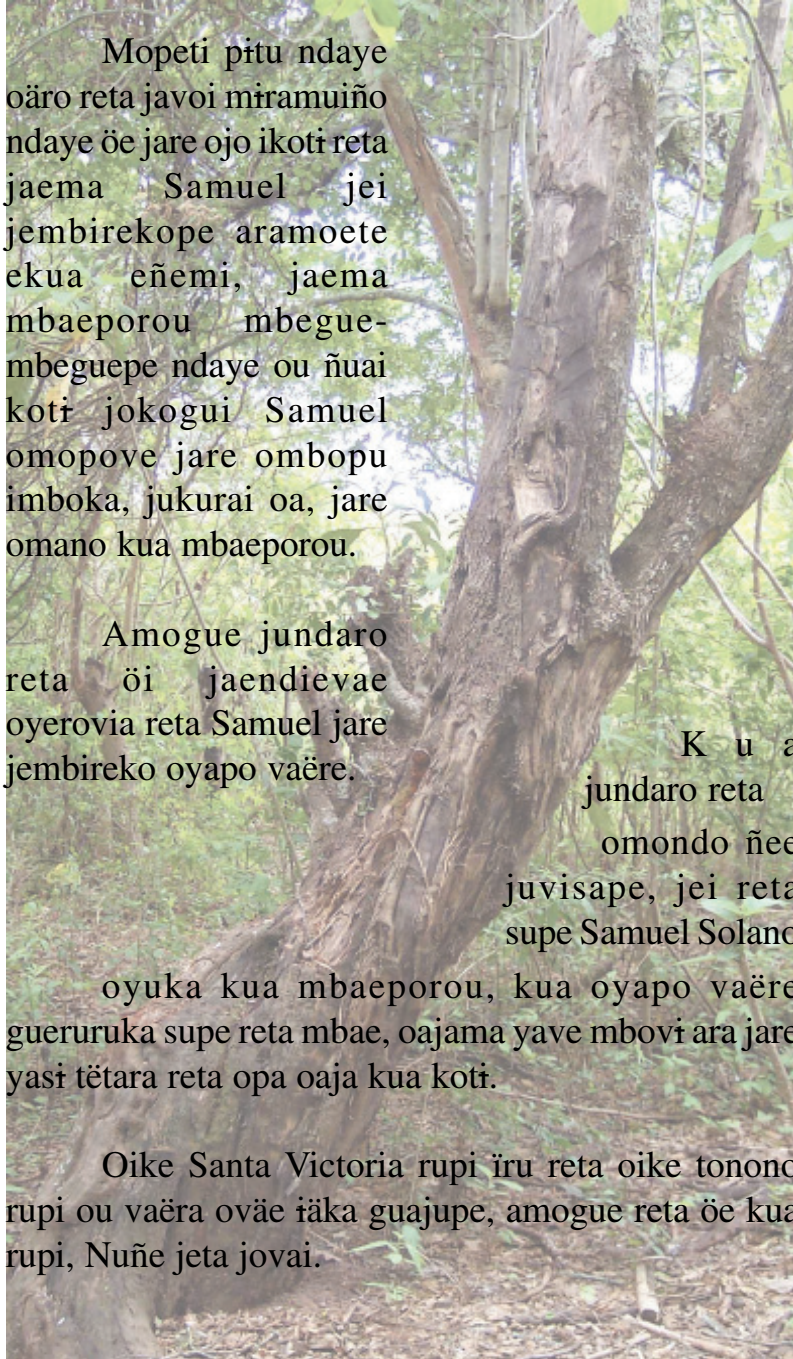 Mopeti pɨtu ndaye
oäro reta javoi mɨramuiño
ndaye öe jare ojo ikotɨ reta
jaema Samuel jei
jembirekope aramoete
ekua eñemi, jaema
mbaeporou mbegue-
mbeguepe ndaye ou ñuai
kotɨ jokogui Samuel
omopove jare ombopu
imboka, jukurai oa, jare
omano kua mbaeporou.
Amogue jundaro
reta öi jaendievae
oyerovia reta Samuel jare
jembireko oyapo vaëre.
K u a
jundaro reta
omondo ñee
juvisape, jei reta
supe Samuel Solano
oyuka kua mbaeporou, kua oyapo vaëre
gueruruka supe reta mbae, oajama yave mbovɨ ara jare
yasɨ tëtara reta opa oaja kua kotɨ.
Oike Santa Victoria rupi ïru reta oike tonono
rupi ou vaëra oväe ɨäka guajupe, amogue reta öe kua
rupi, Nuñe jeta jovai.